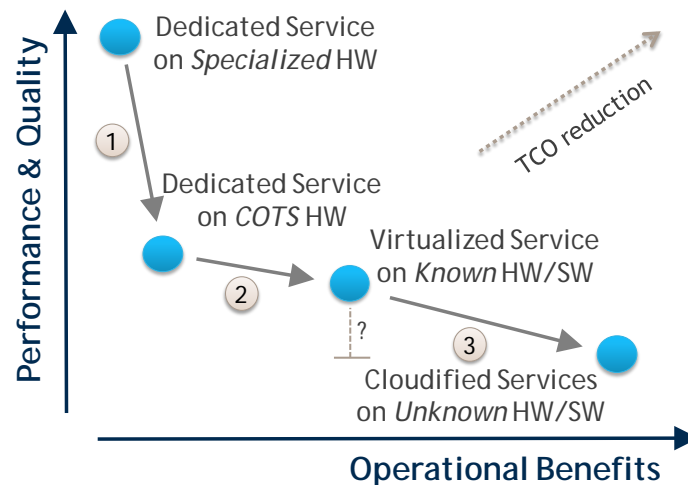 Performance & Quality
Dedicated Service
on Specialized HW
TCO reduction
1
Dedicated Service
on COTS HW
Virtualized Service
on Known HW/SW
2
?
3
Cloudified Services
on Unknown HW/SW
Operational Benefits